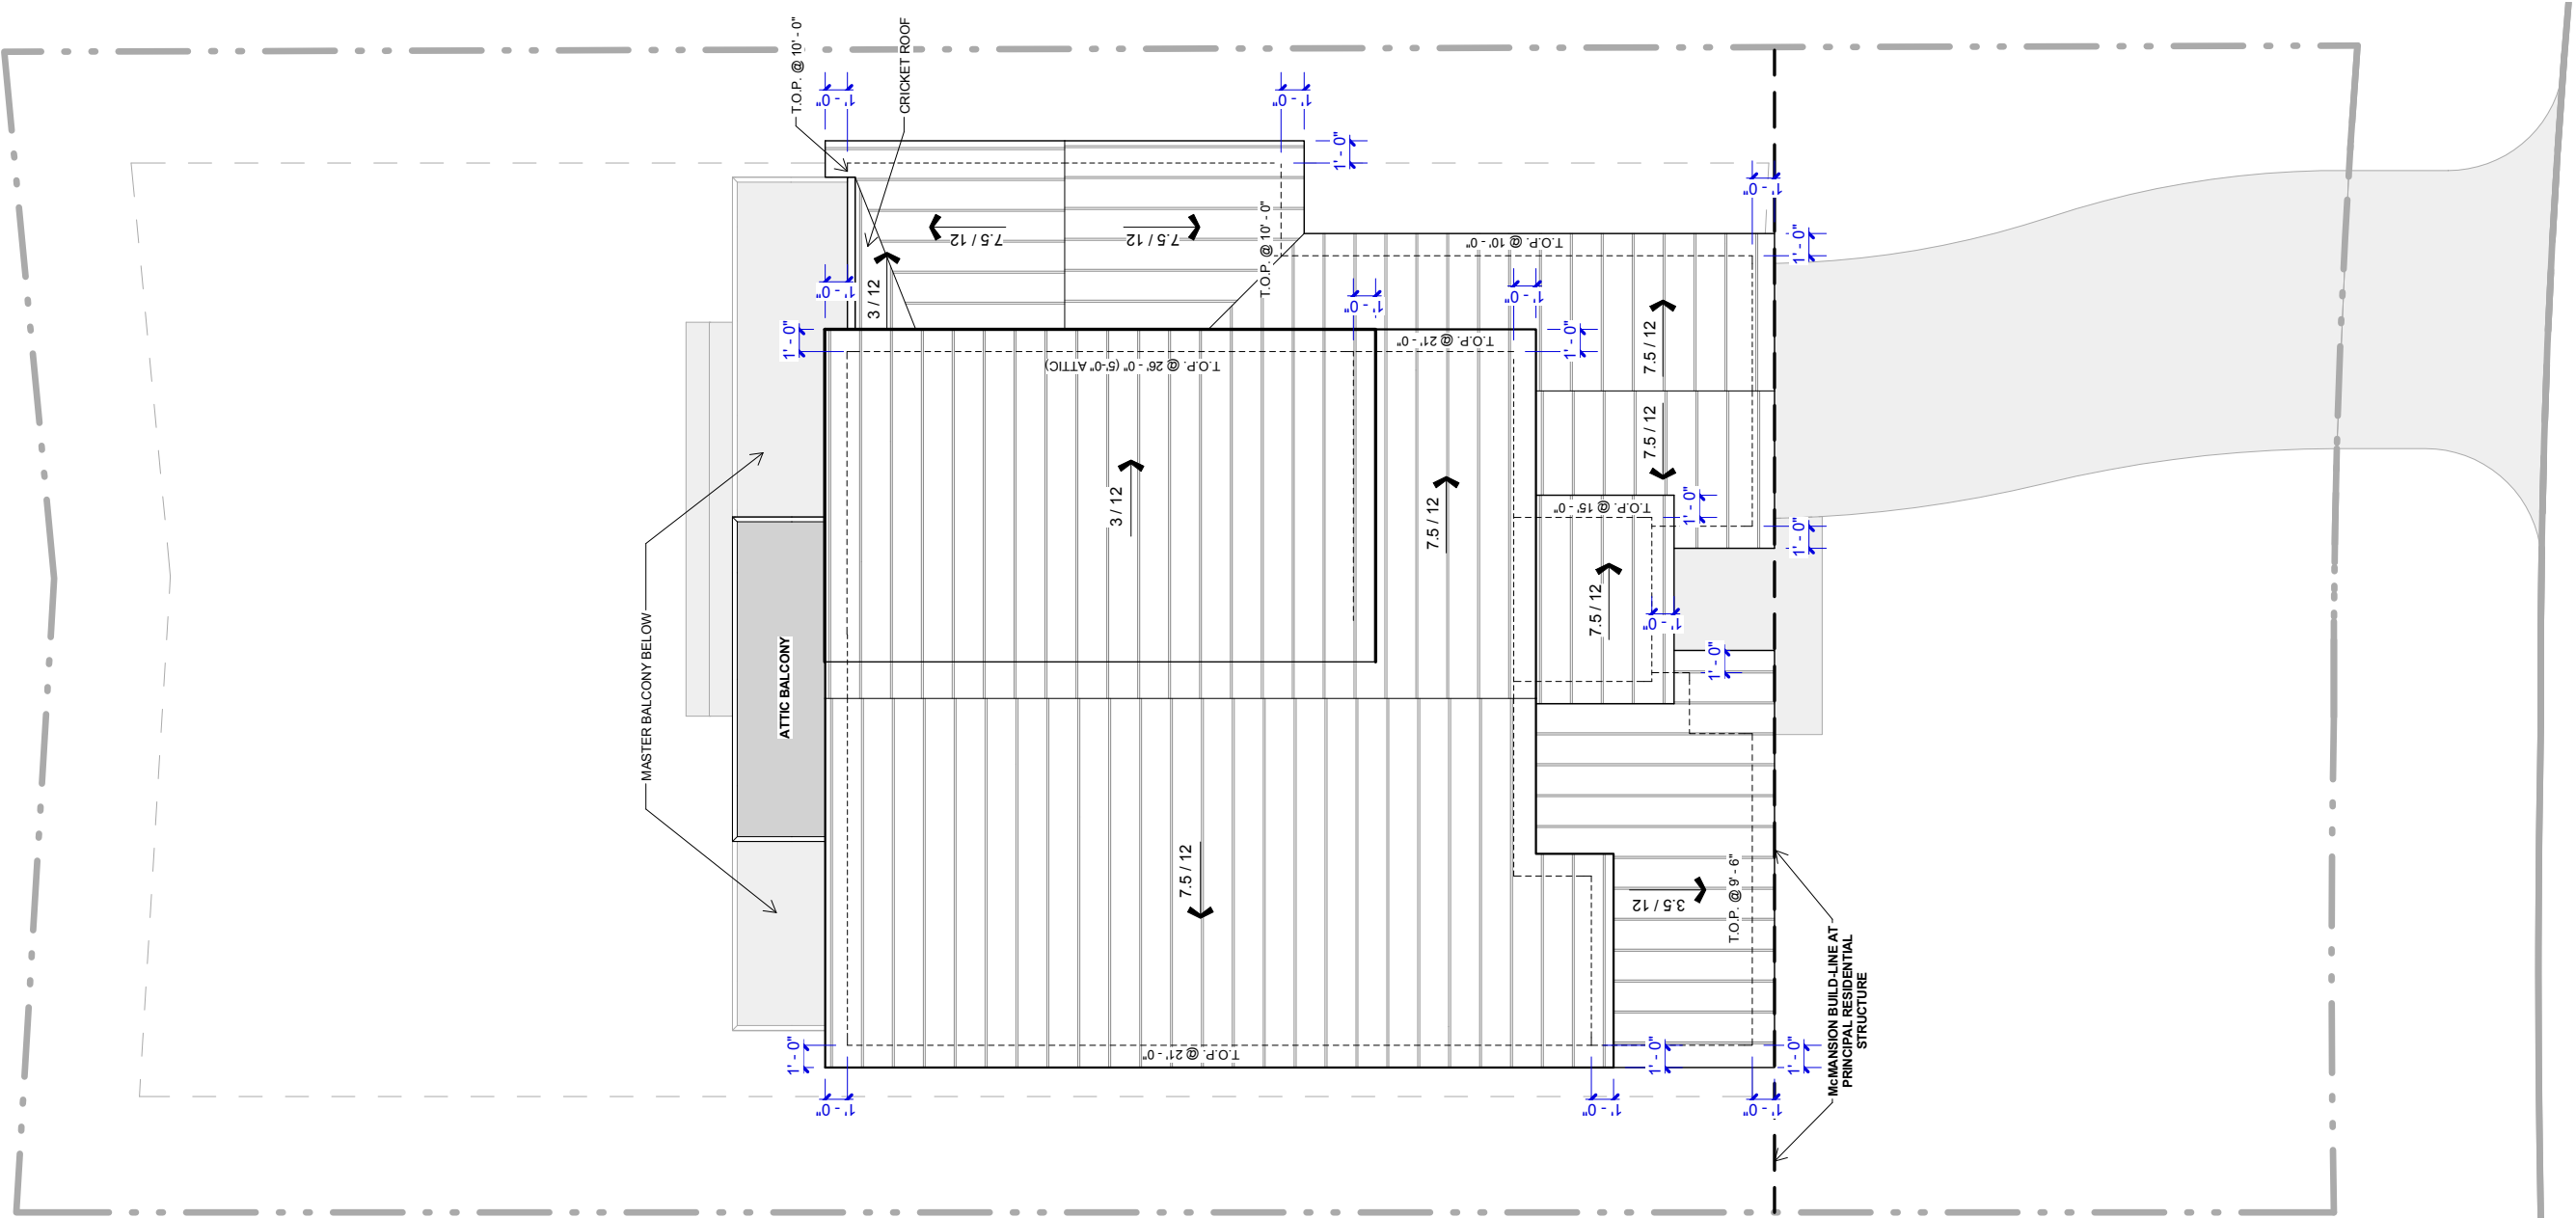 T.O.P. @ 10' - 0"
CRICKET ROOF
1' - 0"
1' - 0"
1' - 0"
1' - 0"
7.5 / 12
7.5 / 12
T.O.P. @ 10' - 0"
T.O.P. @ 10' - 0"
1' - 0"
3 / 12
1' - 0"
1' - 0"
1' - 0"
1' - 0"
1' - 0"
T.O.P. @ 21' - 0"
1' - 0"
7.5 / 12
T.O.P. @ 26' - 0" (5'-0" ATTIC)
7.5 / 12
3 / 12
7.5 / 12
T.O.P. @ 15' - 0"
1' - 0"
1' - 0"
7.5 / 12
1' - 0"
1' - 0"
MASTER BALCONY BELOW
ATTIC BALCONY
7.5 / 12
3.5 / 12
T.O.P. @ 9' - 6"
McMANSION BUILD-LINE AT
PRINCIPAL RESIDENTIAL
STRUCTURE
T.O.P. @ 21' - 0"
1' - 0"
1' - 0"
1' - 0"
1' - 0"
1' - 0"
1' - 0"